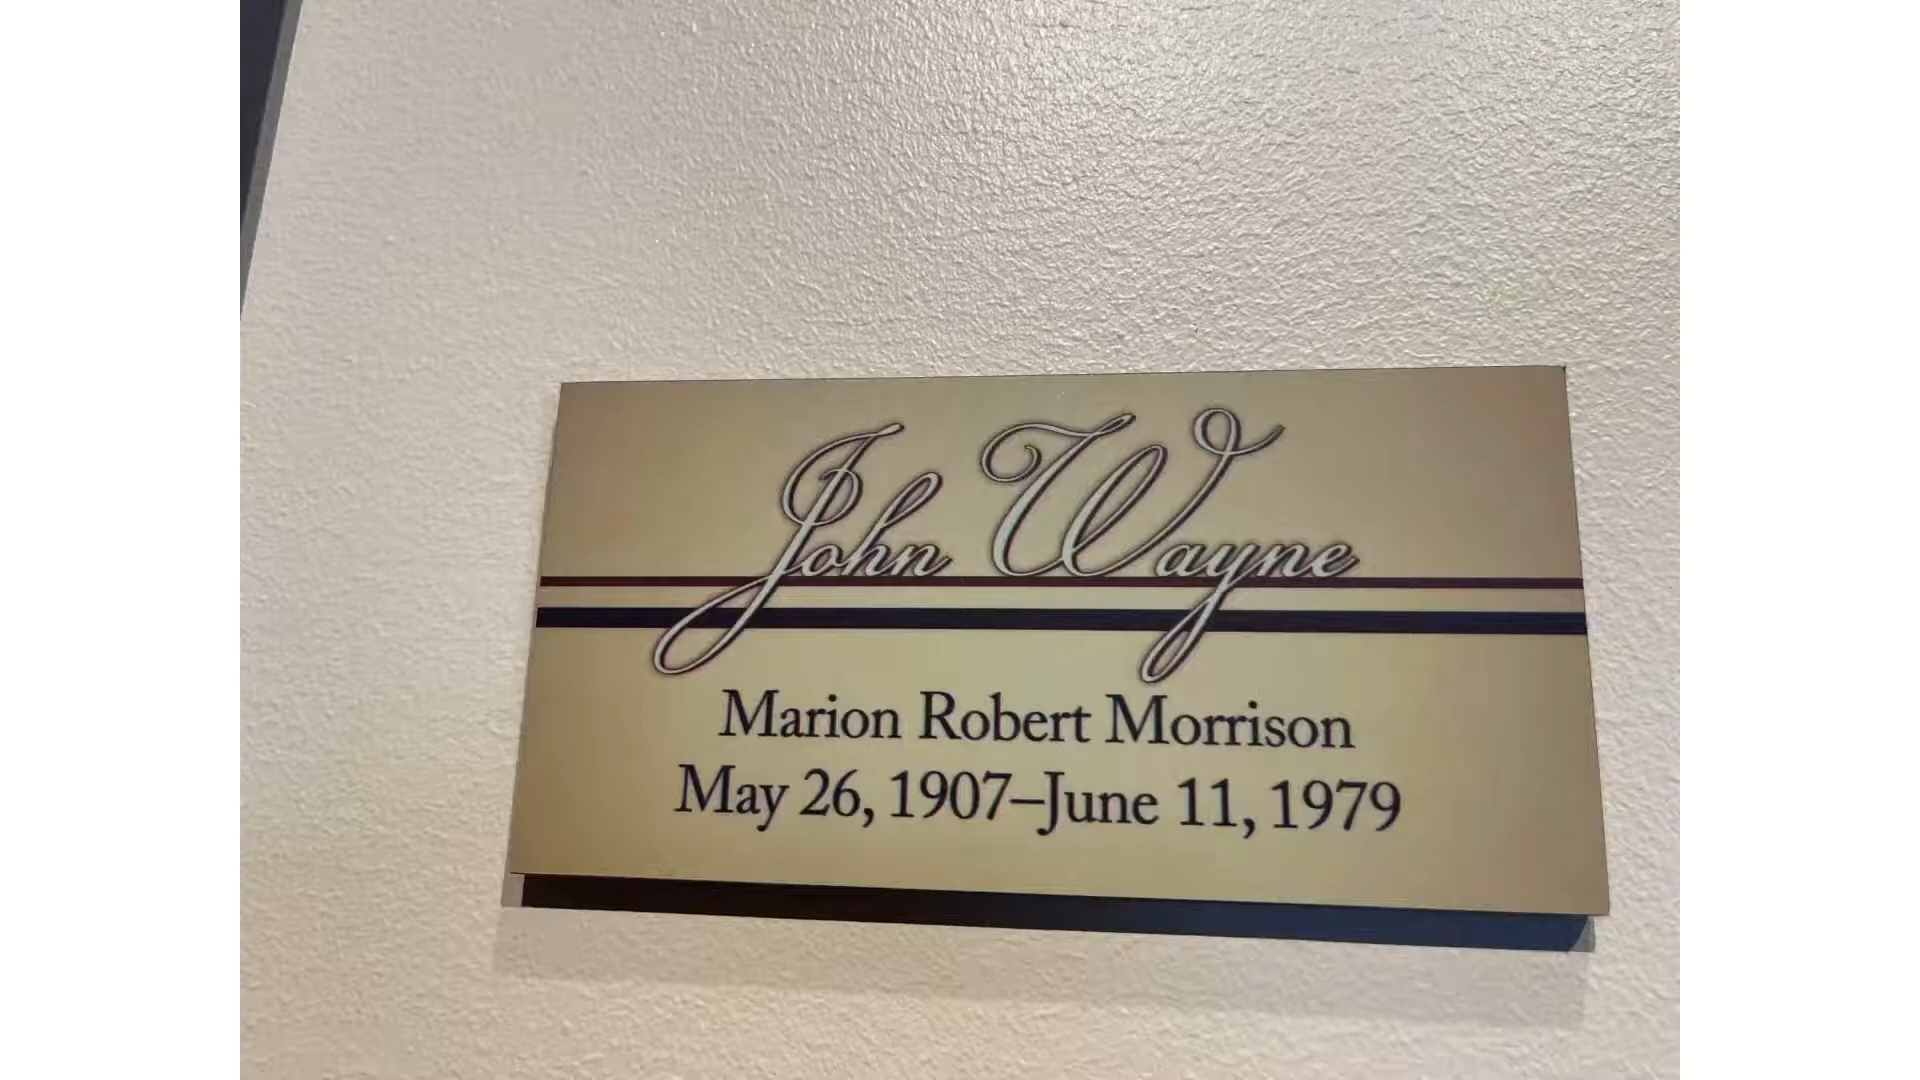 John Wayne
Marion Robert Morrison
May 26, 1907–June 11, 1979